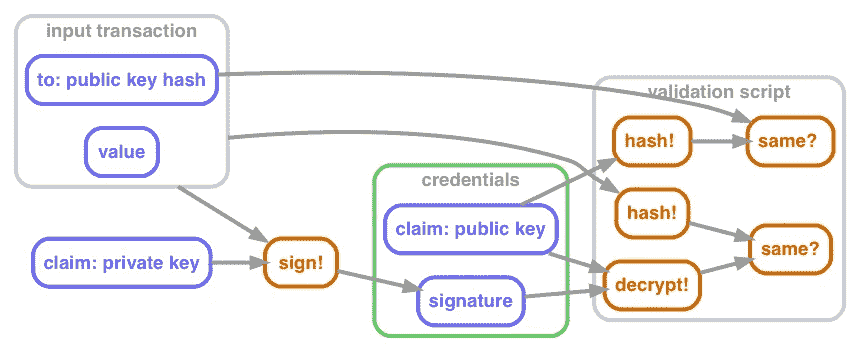 input transaction
to: public key hash
value
claim: private key
sign!
credentials
claim: public key
signature
validation script
hash!
same?
hash!
same?
decrypt!